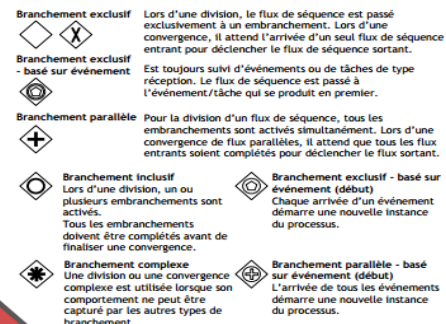 Branchement exclusif
Lors d'une division, le flux de séquence est passé
exclusivement à un embranchement. Lors d'une
convergence, il attend l'arrivée d'un seul flux de séquence
entrant pour déclencher le flux de séquence sortant.
Branchement exclusif
- basé sur événement
Est toujours suivi d'événements ou de tâches de type
réception. Le flux de séquence est passé à
l'événement/tâche qui se produit en premier.
Branchement parallèle
Pour la division d'un flux de séquence, tous les
embranchements sont activés simultanément. Lors d'une
convergence de flux parallèles, il attend que tous les flux
entrants soient complétés pour déclencher le flux sortant.
Branchement inclusif
Lors d'une division, un ou
plusieurs embranchements sont
activés.
Tous les embranchements
doivent être complétés avant de
finaliser une convergence.
Branchement exclusif - basé sur
événement (début)
Chaque arrivée d'un événement
démarre une nouvelle instance
du processus.
Branchement complexe
Une division ou une convergence
complexe est utilisée lorsque son
comportement ne peut être
capturé par les autres types de
branchement
Branchement parallèle - basé
sur événement (début)
L'arrivée de tous les événements
démarre une nouvelle instance
du processus.